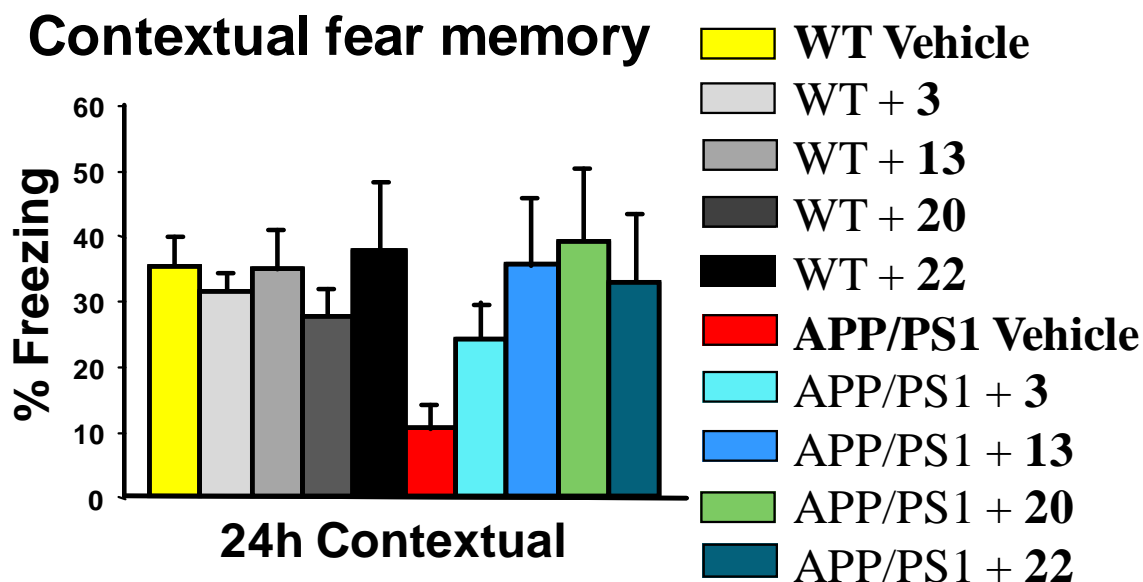 Contextual fear memory
% Freezing
60
50
40
30
20
10
0
24h Contextual
WT Vehicle
WT + 3
WT + 13
WT + 20
WT + 22
APP/PS1 Vehicle
APP/PS1 + 3
APP/PS1 + 13
APP/PS1 + 20
APP/PS1 + 22